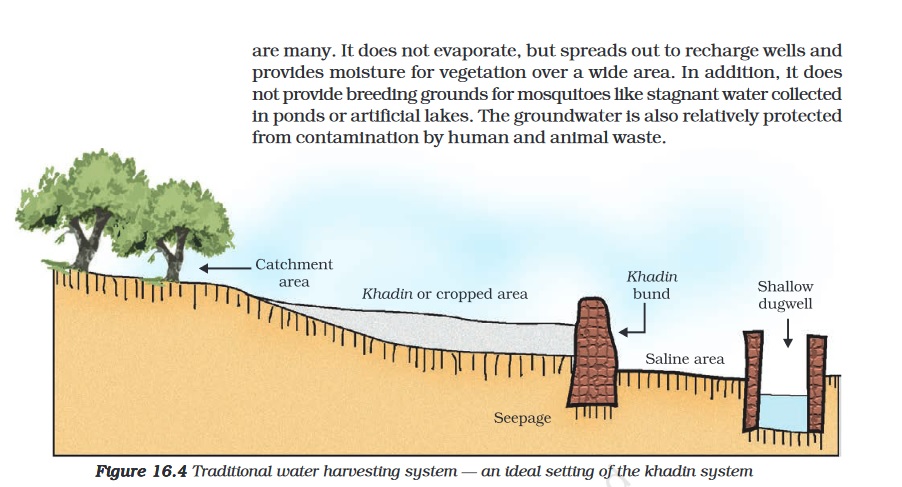 are many. It does not evaporate, but spreads out to recharge wells and
provides moisture for vegetation over a wide area. In addition, it does
not provide breeding grounds for mosquitoes like stagnant water collected
in ponds or artificial lakes. The groundwater is also relatively protected
from contamination by human and animal waste.
Catchment
area
Khadin or cropped area
Khadin
bund
Shallow
dugwell
Saline area
Seepage
Figure 16.4 Traditional water harvesting system — an ideal setting of the khadin system